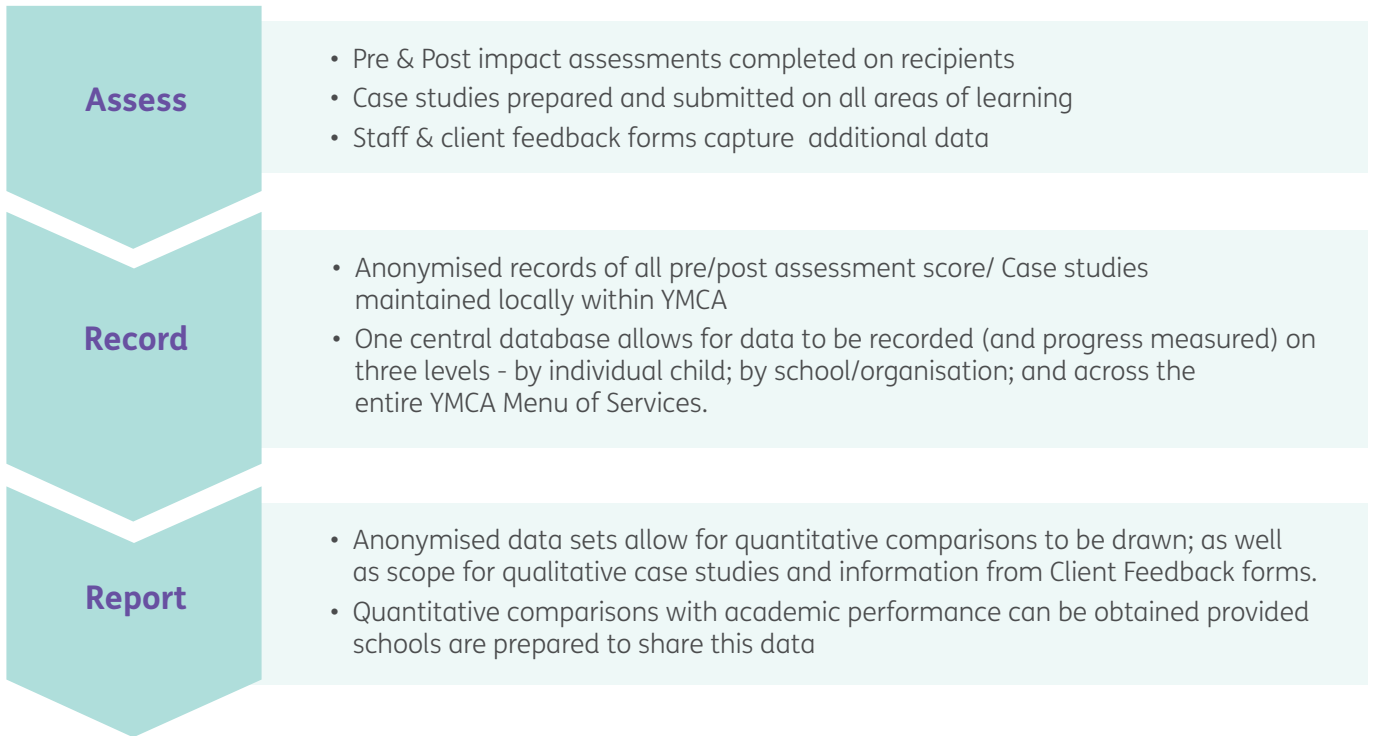 Assess
• Pre & Post impact assessments completed on recipients
• Case studies prepared and submitted on all areas of learning
• Staff & client feedback forms capture  additional data
Record
• Anonymised records of all pre/post assessment score/ Case studies
maintained locally within YMCA
• One central database allows for data to be recorded (and progress measured) on
three levels - by individual child; by school/organisation; and across the
entire YMCA Menu of Services.
Report
• Anonymised data sets allow for quantitative comparisons to be drawn; as well
as scope for qualitative case studies and information from Client Feedback forms.
• Quantitative comparisons with academic performance can be obtained provided
schools are prepared to share this data